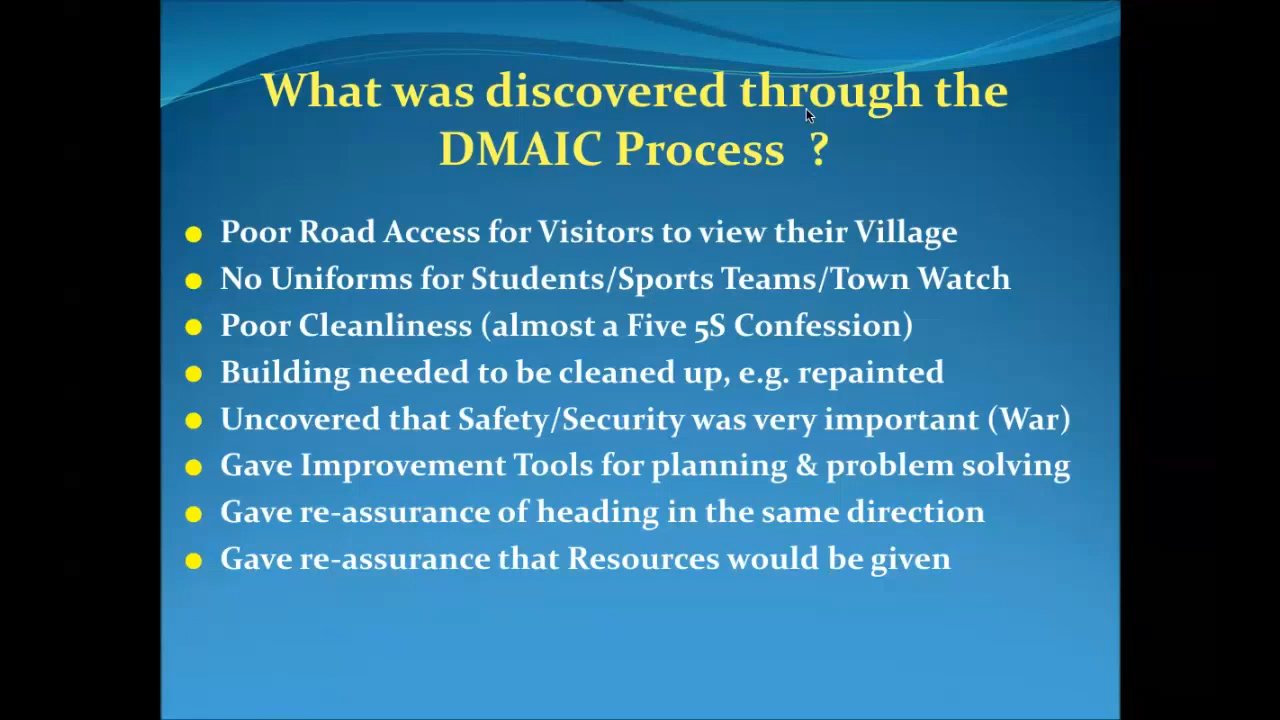 What was discovered through the
DMAIC Process ?
Poor Road Access for Visitors to view their Village
No Uniforms for Students/Sports Teams/Town Watch
Poor Cleanliness (almost a Five 5S Confession)
Building needed to be cleaned up, e.g. repainted
Uncovered that Safety/Security was very important (War)
Gave Improvement Tools for planning & problem solving
Gave re-assurance of heading in the same direction
Gave re-assurance that Resources would be given